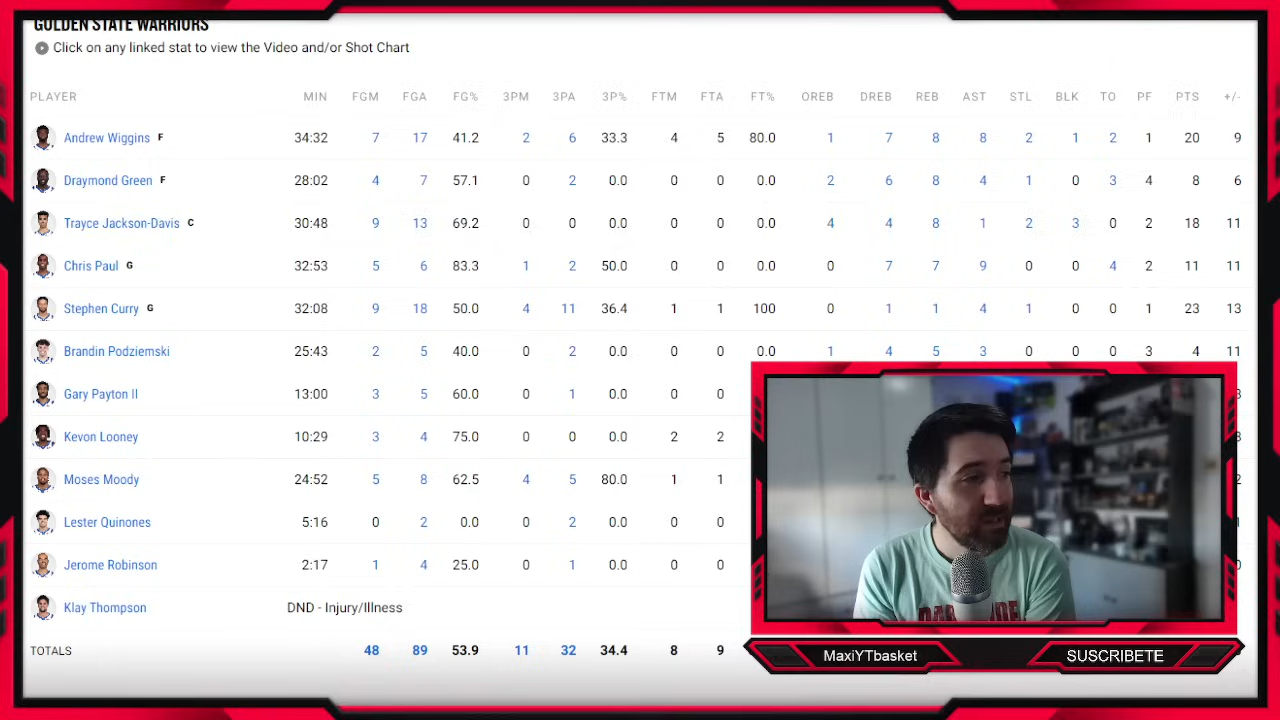 GOLDEN STATE WARRIORS
Click on any linked stat to view the Video and/or Shot Chart
PLAYER MIN FGM FGA FG% 3PM 3PA 3P% FTM FTA FT% OREB DREB REB AST STL BLK TO PF PTS +/-
Andrew Wiggins F 34:32 7 17 41.2 2 6 33.3 4 5 80.0 1 7 8 8 2 1 2 1 20 9
Draymond Green F 28:02 4 7 57.1 0 2 0.0 0 0 0.0 2 6 8 4 1 0 3 4 8 6
Trayce Jackson-Davis C 30:48 9 13 69.2 0 0 0.0 0 0 0.0 4 4 8 1 2 3 0 2 18 11
Chris Paul G 32:53 5 6 83.3 1 2 50.0 0 0 0.0 0 7 7 9 0 0 4 2 11 11
Stephen Curry G 32:08 9 18 50.0 4 11 36.4 1 1 100 0 1 1 4 1 0 0 1 23 13
Brandin Podziemski 25:43 2 5 40.0 0 2 0.0 0 0 0.0 1 4 5 3 0 0 0 3 4 11
Gary Payton II 13:00 3 5 60.0 0 1 0.0 0 0
Kevon Looney 10:29 3 4 75.0 0 0 0.0 2 2
Moses Moody 24:52 5 8 62.5 4 5 80.0 1 1
Lester Quinones 5:16 0 2 0.0 0 2 0.0 0 0
Jerome Robinson 2:17 1 4 25.0 0 1 0.0 0 0
Klay Thompson DND - Injury/Illness
TOTALS 48 89 53.9 11 32 34.4 8 9
MaxiYTbasket SUSCRIBETE